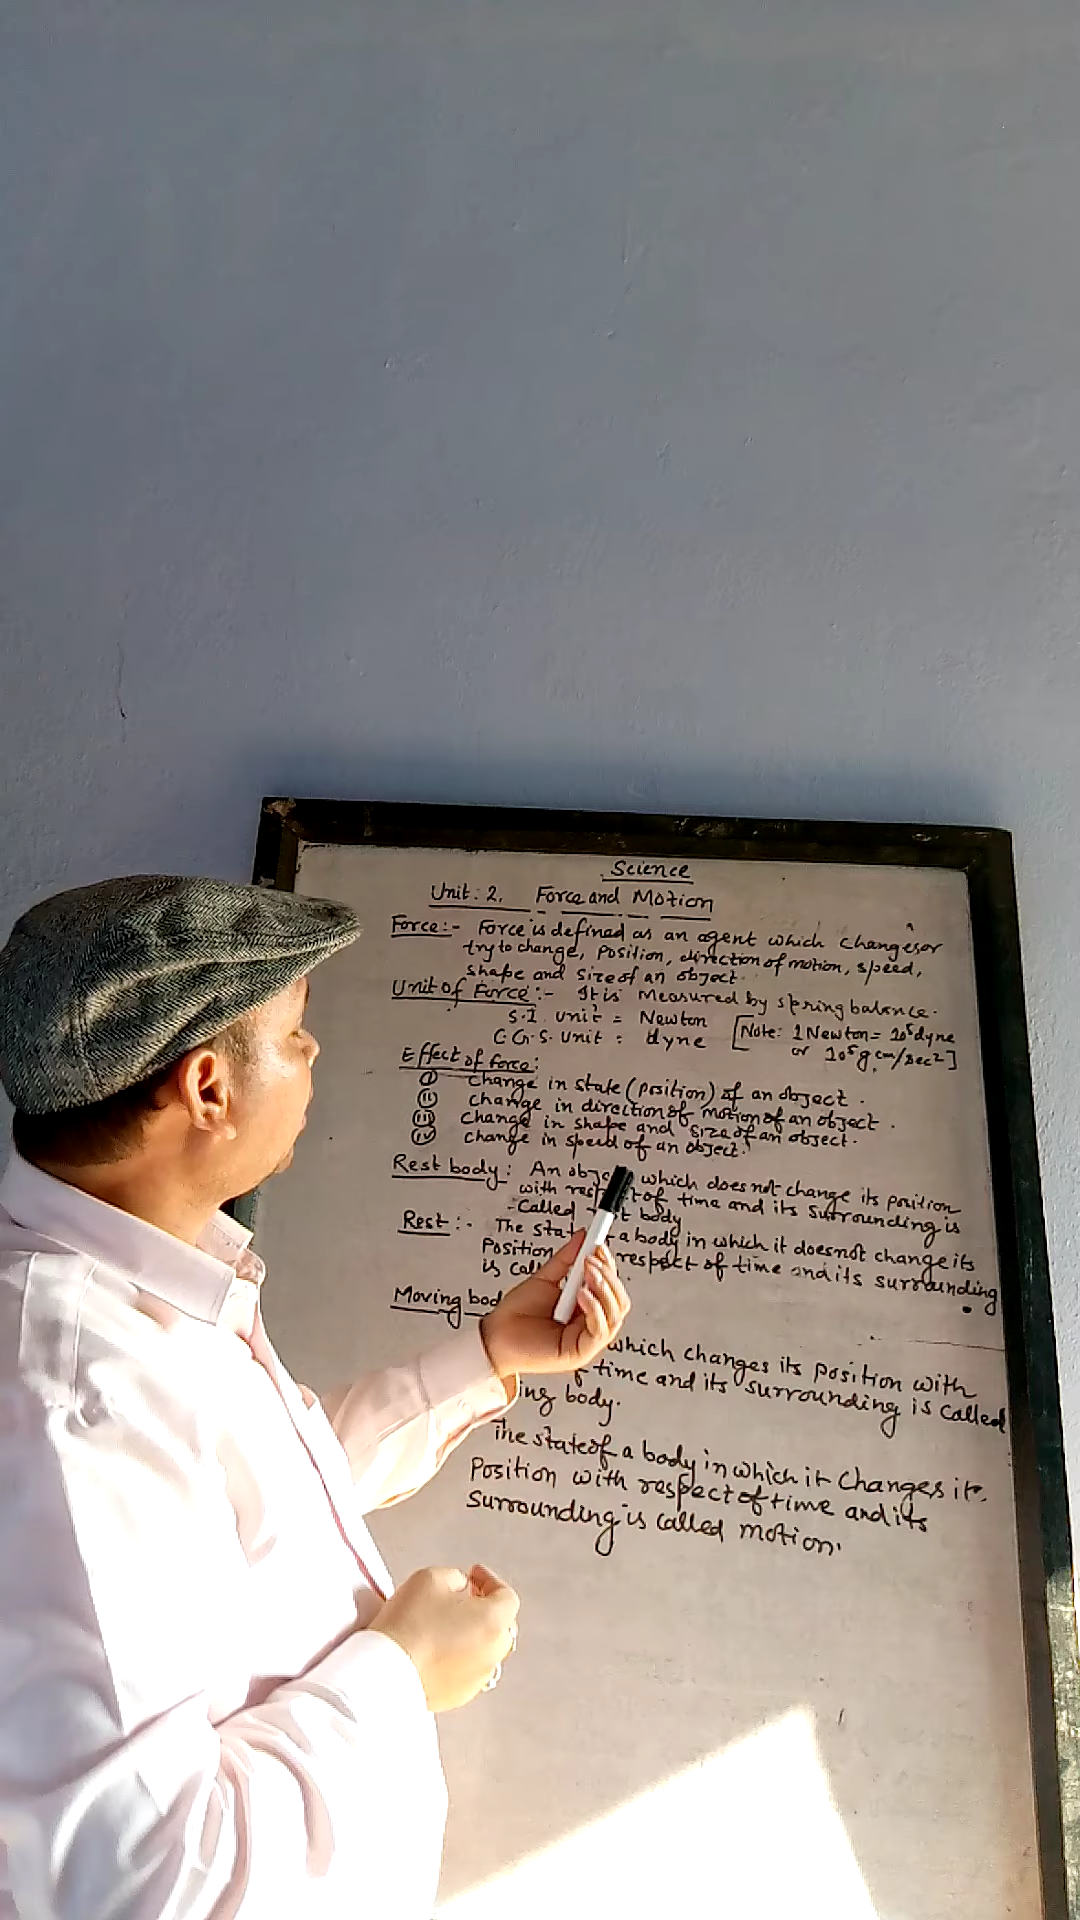 Science
Unit: 2. Force and Motion
Force:- Force is defined as an agent which changes or
try to change, position, direction of motion, speed,
shape and size of an object.
Unit of Force:- It is Measured by spring balance.
S.I. unit = Newton [Note: 1 Newton = 10⁵ dyne
C.G.S. unit = dyne or 10⁵ g cm/sec²]
Effect of force:
(i) change in state (position) of an object.
(ii) change in direction of motion of an object.
(iii) change in shape and size of an object.
(iv) change in speed of an object.
Rest body: An which does not change its position
with of time and its surrounding is
called body
Rest:- The a body in which it does not change its
Position respect of time and its surrounding
is
Moving
which changes its position with
time and its surrounding is called
body.
The state of a body in which it changes it
Position with respect of time and its
surrounding is called motion.